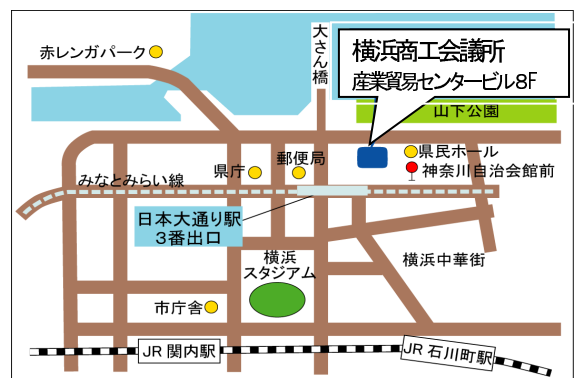 大さん橋
横浜商工会議所
産業貿易センタービル8F
赤レンガパーク
山下公園
県民ホール
神奈川自治会館前
郵便局
県庁
みなとみらい線
日本大通り駅
3番出口
横浜
スタジアム
横浜中華街
市庁舎
JR 関内駅
JR 石川町駅